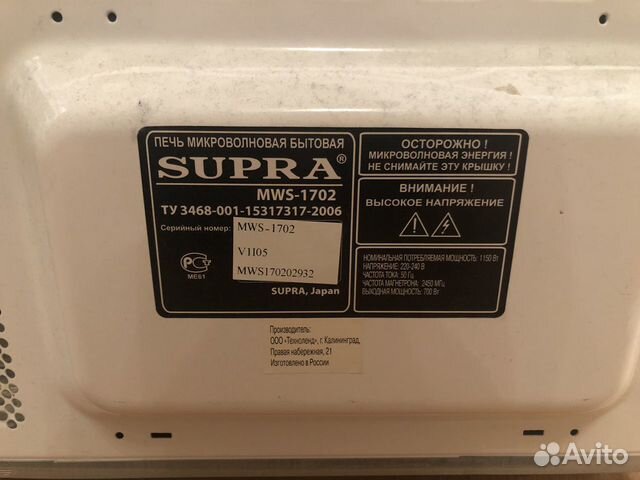 ПЕЧЬ МИКРОВОЛНОВАЯ БЫТОВАЯ
SUPRA®
MWS-1702
ТУ 3468-001-15317317-2006
Серийный номер:
MWS-1702
V1I05
MWS170202932
РСТ
МЕ61
SUPRA, Japan
ОСТОРОЖНО !
МИКРОВОЛНОВАЯ ЭНЕРГИЯ !
НЕ СНИМАЙТЕ ЭТУ КРЫШКУ !
ВНИМАНИЕ !
ВЫСОКОЕ НАПРЯЖЕНИЕ
НОМИНАЛЬНАЯ ПОТРЕБЛЯЕМАЯ МОЩНОСТЬ: 1150 Вт
НАПРЯЖЕНИЕ: 220-240 В
ЧАСТОТА ТОКА: 50 Гц
ЧАСТОТА МАГНЕТРОНА: 2450 МГц
ВЫХОДНАЯ МОЩНОСТЬ: 700 Вт
Производитель:
ООО «Техноленд», г. Калининград,
Правая набережная, 21
Изготовлено в России
Avito